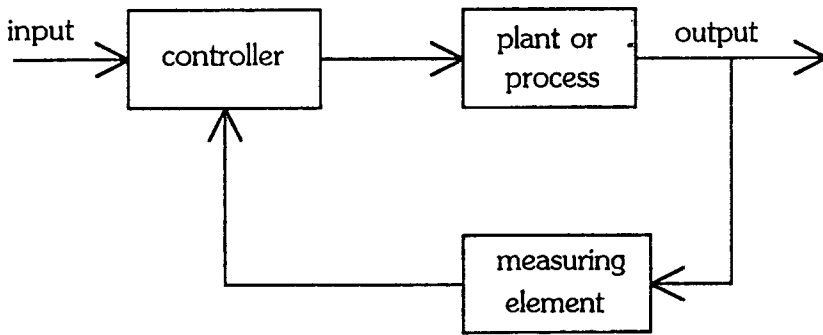 input
controller
plant or
process
output
measuring
element